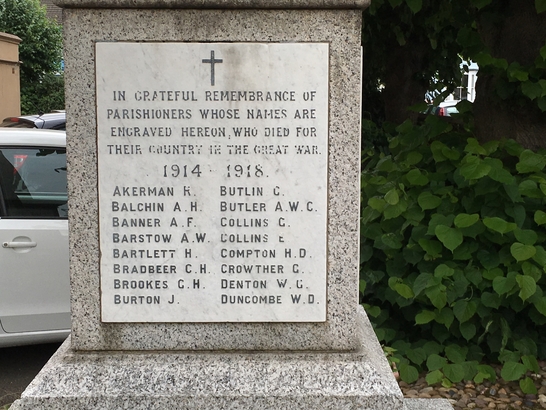 IN GRATEFUL REMEMBRANCE OF
PARISHIONERS WHOSE NAMES ARE
ENGRAVED HEREON, WHO DIED FOR
THEIR COUNTRY IN THE GREAT WAR.
1914 - 1918.
AKERMAN K. BUTLIN C.
BALCHIN A.H. BUTLER A.W.C.
BANNER A.F. COLLINS G.
BARSTOW A.W. COLLINS E
BARTLETT H. COMPTON H.D.
BRADBEER C.H. CROWTHER G.
BROOKES G.H. DENTON W.G.
BURTON J. DUNCOMBE W.D.